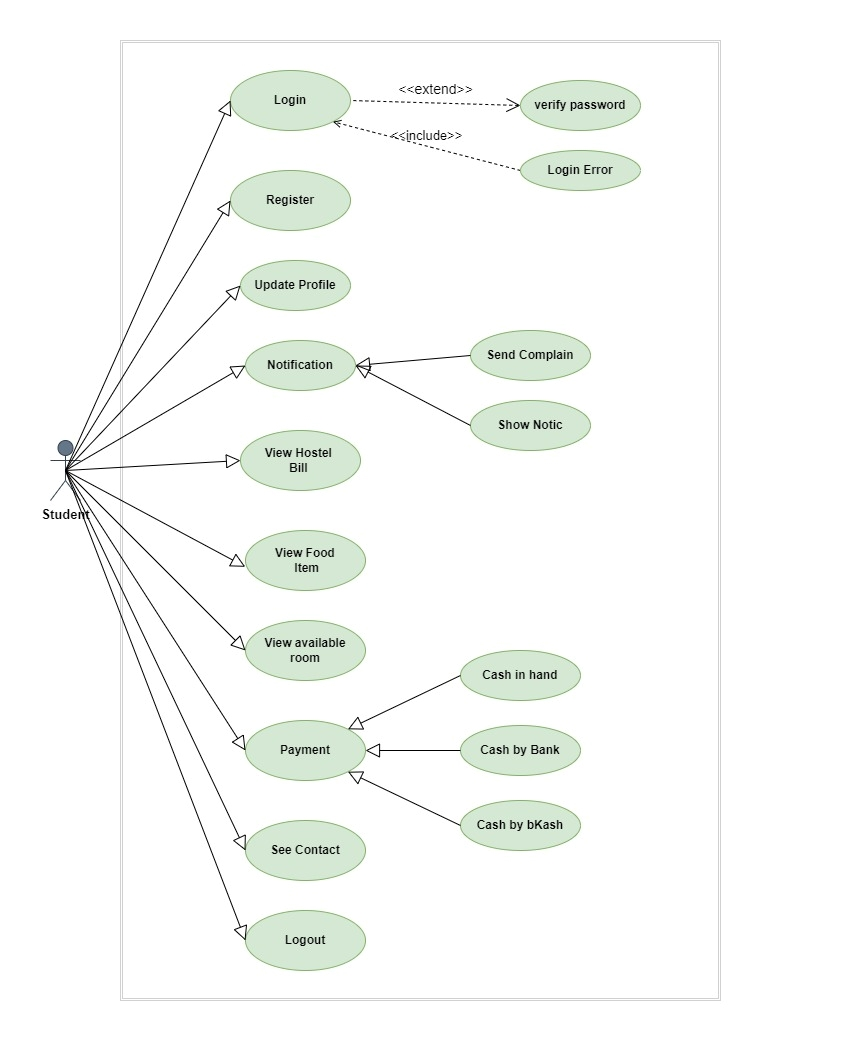 Login
<<extend>>
verify password
<<include>>
Login Error
Register
Update Profile
Notification
Send Complain
Show Notic
View Hostel
Bill
Student
View Food
Item
View available
room
Cash in hand
Payment
Cash by Bank
Cash by bKash
See Contact
Logout